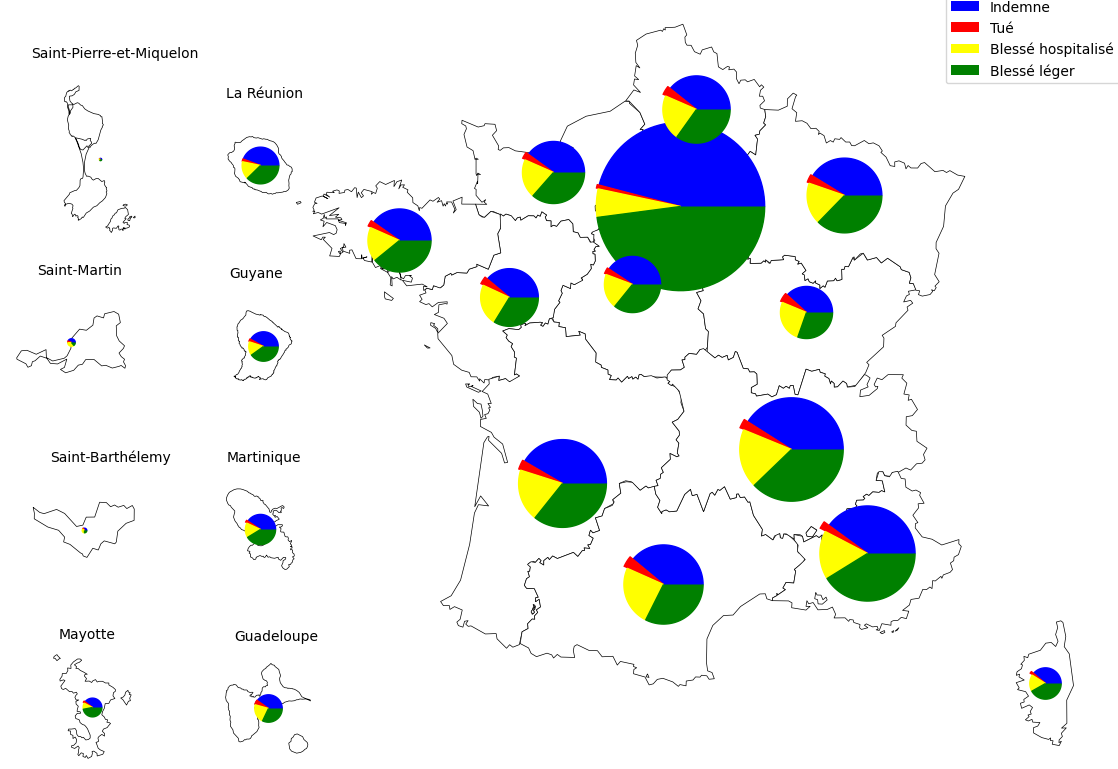 Indemne
Tué
Blessé hospitalisé
Blessé léger
Saint-Pierre-et-Miquelon
La Réunion
Saint-Martin
Guyane
Saint-Barthélemy
Martinique
Mayotte
Guadeloupe